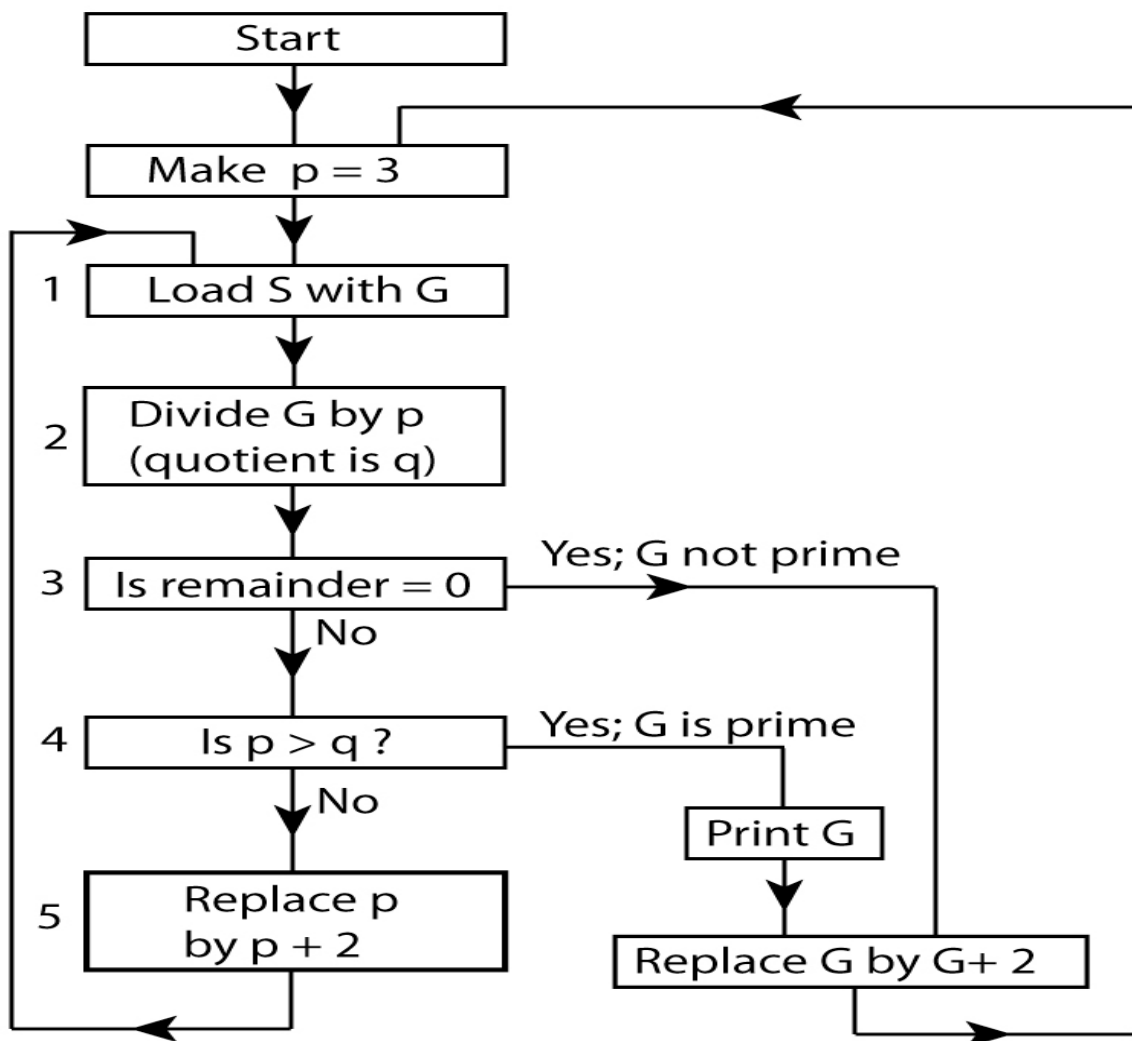 Start
Make p = 3
1
Load S with G
2
Divide G by p
(quotient is q)
3
Is remainder = 0
Yes; G not prime
No
4
Is p > q ?
Yes; G is prime
No
Print G
5
Replace p
by p + 2
Replace G by G+ 2